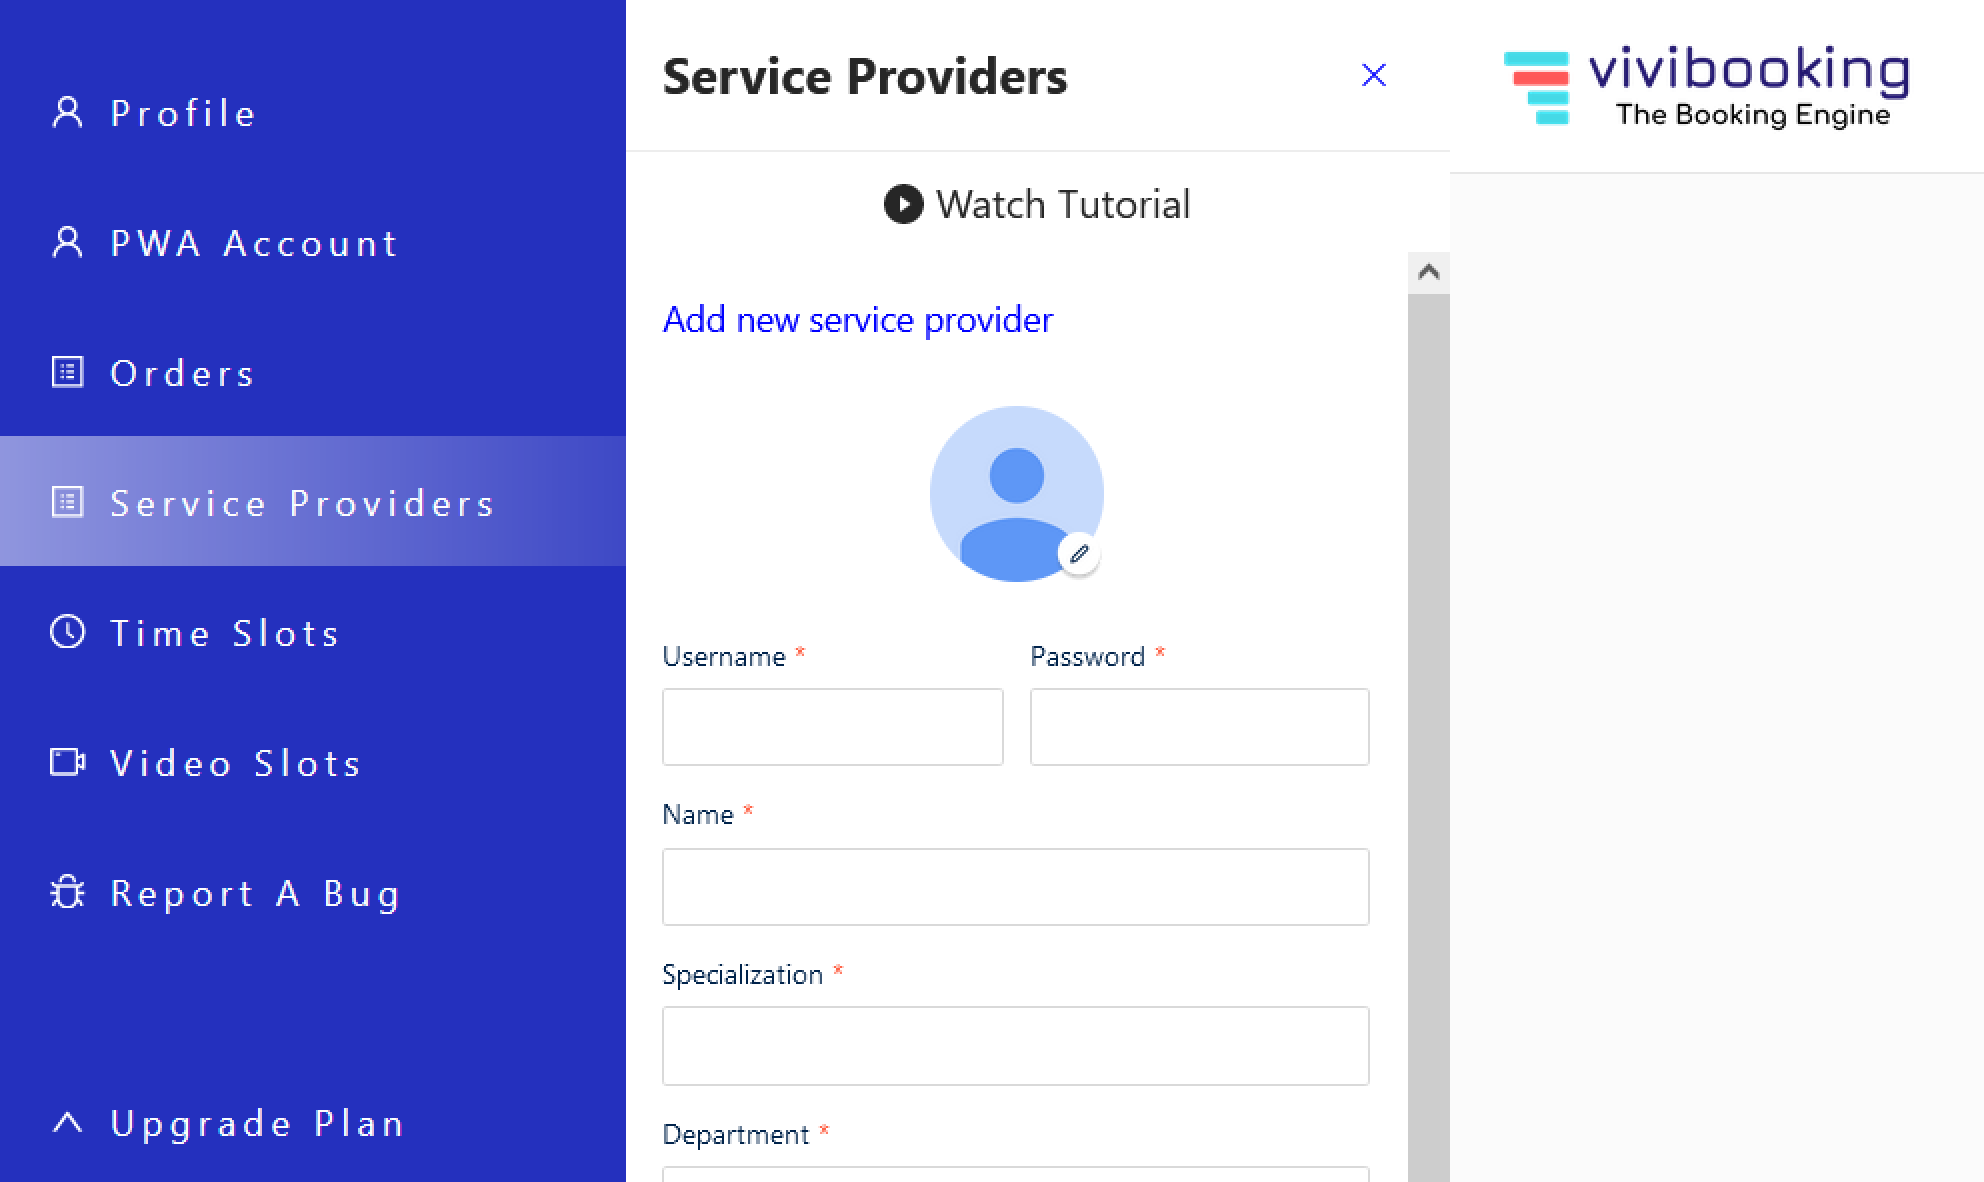 Profile
PWA Account
Orders
Service Providers
Time Slots
Video Slots
Report A Bug
Upgrade Plan
Service Providers
Watch Tutorial
Add new service provider
Username *
Password *
Name *
Specialization *
Department *
vivibooking
The Booking Engine